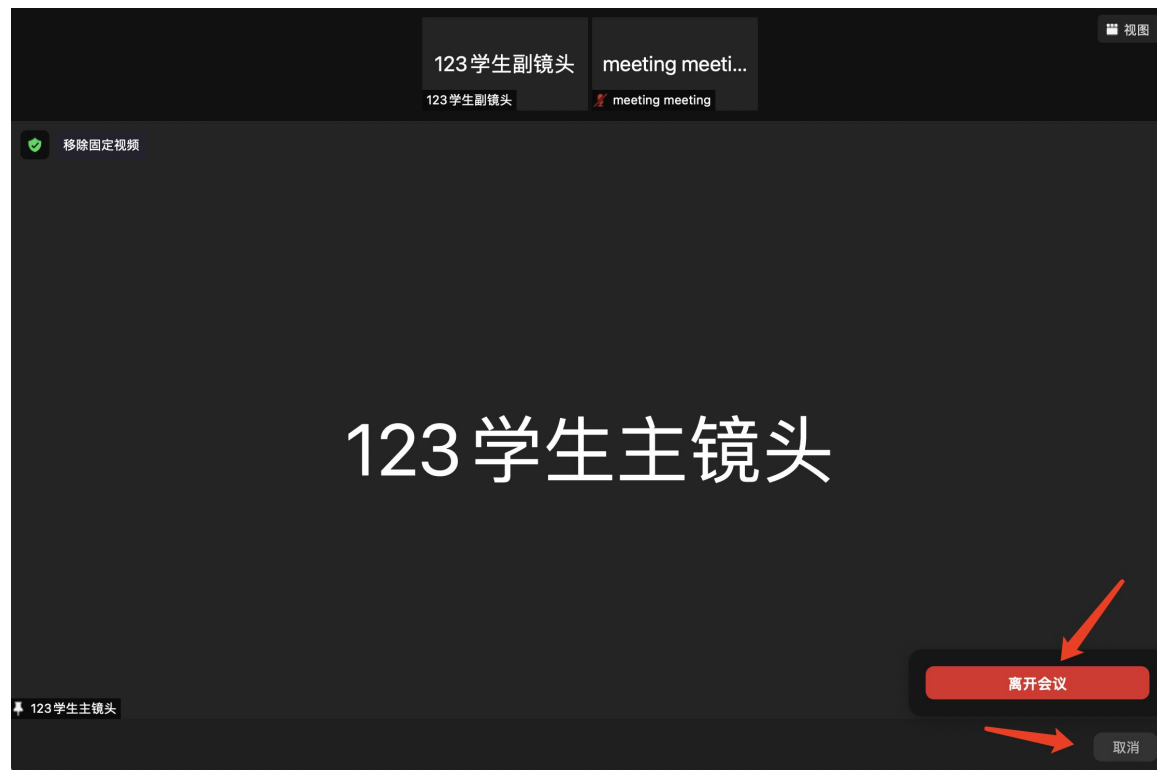 视图
123学生副镜头
meeting meeti...
123学生副镜头
meeting meeting
移除固定视频
123学生主镜头
离开会议
123学生主镜头
取消